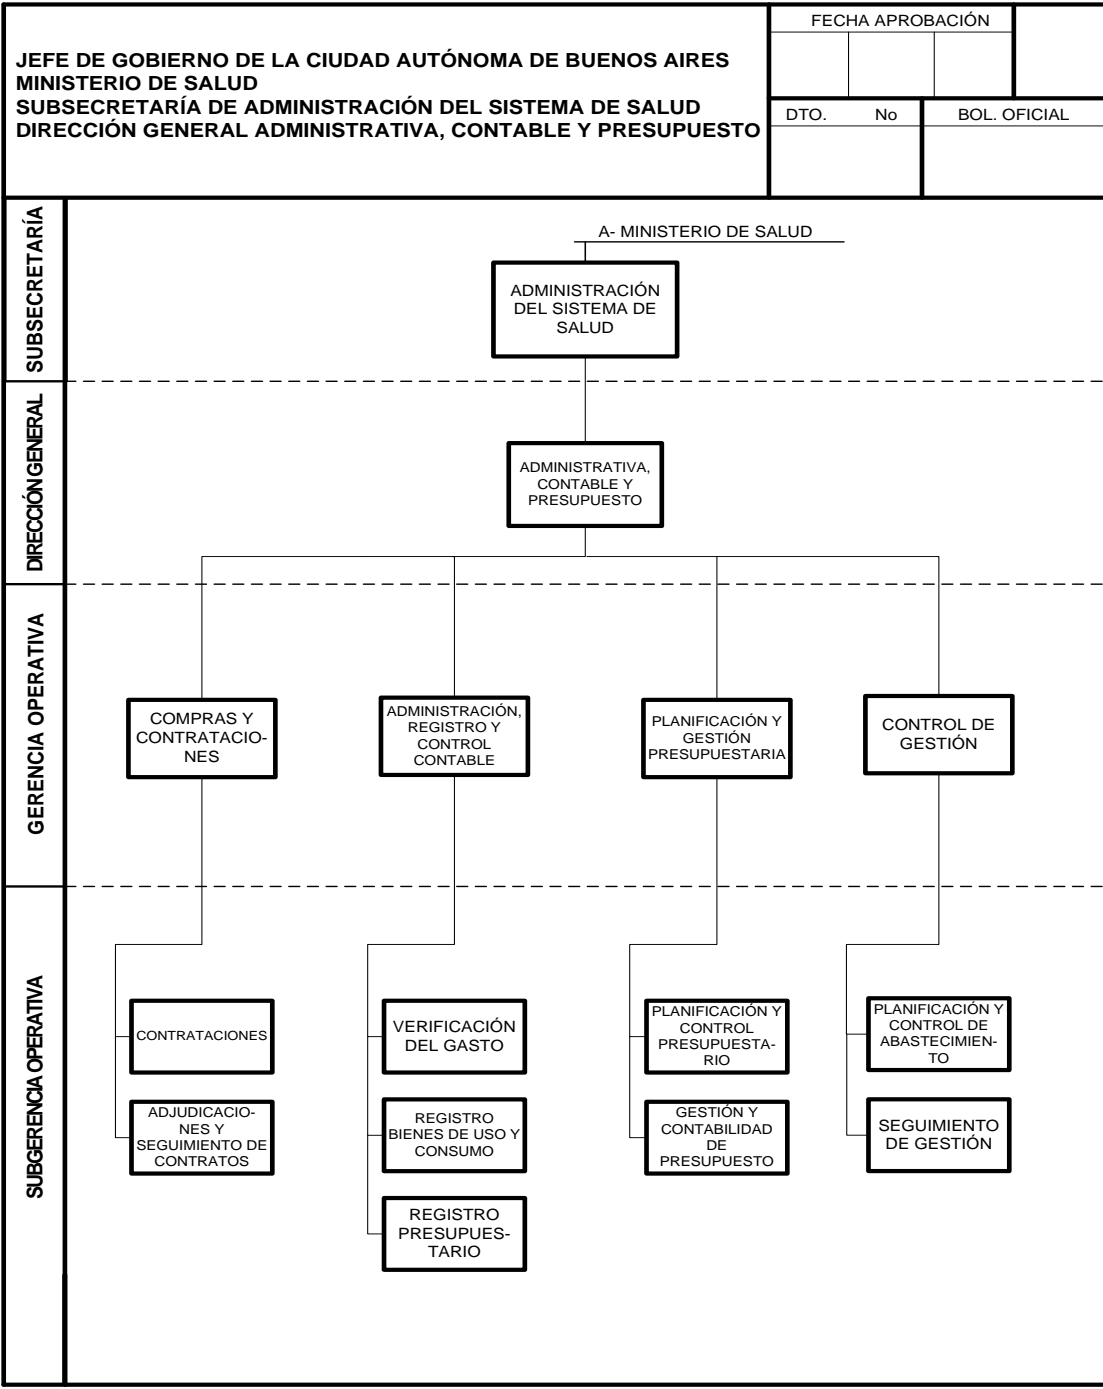 JEFE DE GOBIERNO DE LA CIUDAD AUTÓNOMA DE BUENOS AIRES
MINISTERIO DE SALUD
SUBSECRETARÍA DE ADMINISTRACIÓN DEL SISTEMA DE SALUD
DIRECCIÓN GENERAL ADMINISTRATIVA, CONTABLE Y PRESUPUESTO
FECHA APROBACIÓN
DTO. No
BOL. OFICIAL
SUBSECRETARÍA
A- MINISTERIO DE SALUD
ADMINISTRACIÓN
DEL SISTEMA DE
SALUD
DIRECCIÓN GENERAL
ADMINISTRATIVA,
CONTABLE Y
PRESUPUESTO
GERENCIA OPERATIVA
COMPRAS Y
CONTRATACIO-
NES
ADMINISTRACIÓN,
REGISTRO Y
CONTROL
CONTABLE
PLANIFICACIÓN Y
GESTIÓN
PRESUPUESTARIA
CONTROL DE
GESTIÓN
SUBGERENCIA OPERATIVA
CONTRATACIONES
ADJUDICACIO-
NES Y
SEGUIMIENTO DE
CONTRATOS
VERIFICACIÓN
DEL GASTO
REGISTRO
BIENES DE USO Y
CONSUMO
REGISTRO
PRESUPUES-
TARIO
PLANIFICACIÓN Y
CONTROL
PRESUPUESTA-
RIO
GESTIÓN Y
CONTABILIDAD
DE
PRESUPUESTO
PLANIFICACIÓN Y
CONTROL DE
ABASTECIMIEN-
TO
SEGUIMIENTO
DE GESTIÓN